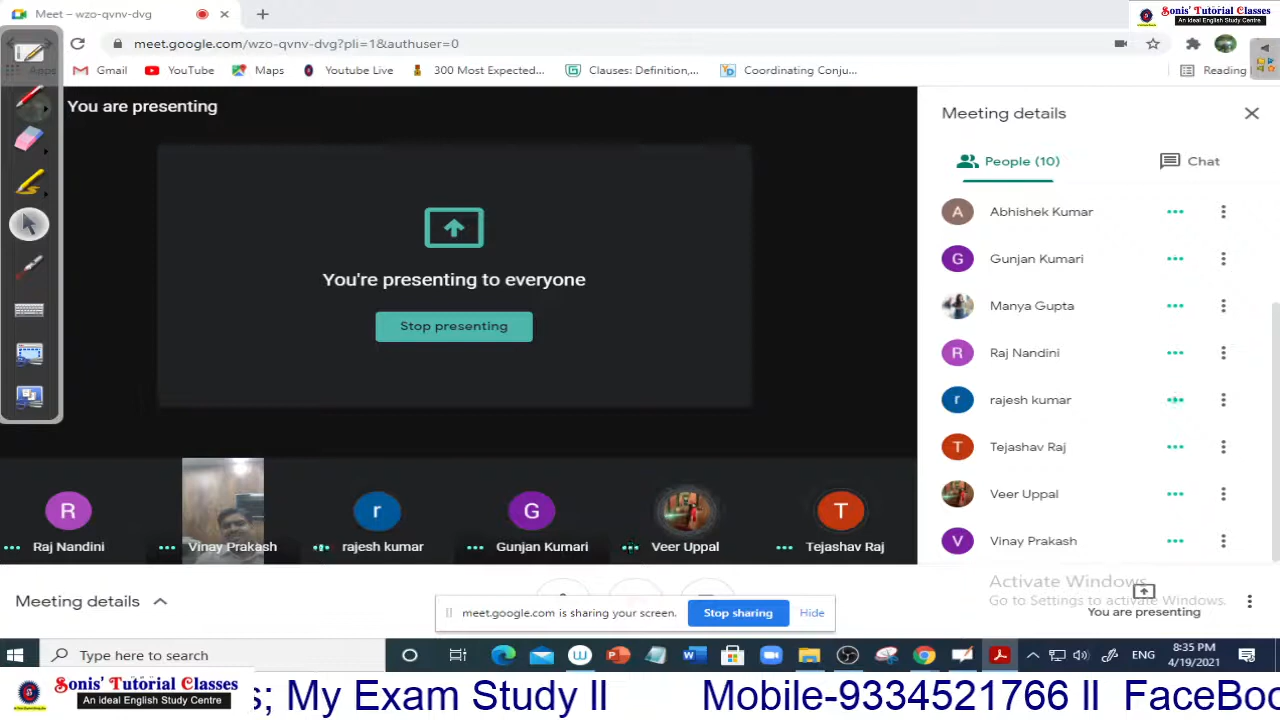 Meet – wzo-qvnv-dvg
Sonis' Tutorial Classes
An Ideal English Study Centre
meet.google.com/wzo-qvnv-dvg?pli=1&authuser=0
Apps
Gmail
YouTube
Maps
Youtube Live
300 Most Expected...
Clauses: Definition,...
Coordinating Conju...
Reading
You are presenting
You're presenting to everyone
Stop presenting
Meeting details
People (10)
Chat
A Abhishek Kumar
G Gunjan Kumari
Manya Gupta
R Raj Nandini
r rajesh kumar
T Tejashav Raj
Veer Uppal
V Vinay Prakash
R
r
G
T
Raj Nandini
Vinay Prakash
rajesh kumar
Gunjan Kumari
Veer Uppal
Tejashav Raj
Activate Windows
Go to Settings to activate Windows.
You are presenting
Meeting details
meet.google.com is sharing your screen.
Stop sharing
Hide
Type here to search
ENG
8:35 PM
4/19/2021
Sonis' Tutorial Classes
An Ideal English Study Centre
s; My Exam Study ll Mobile-9334521766 ll FaceBoo